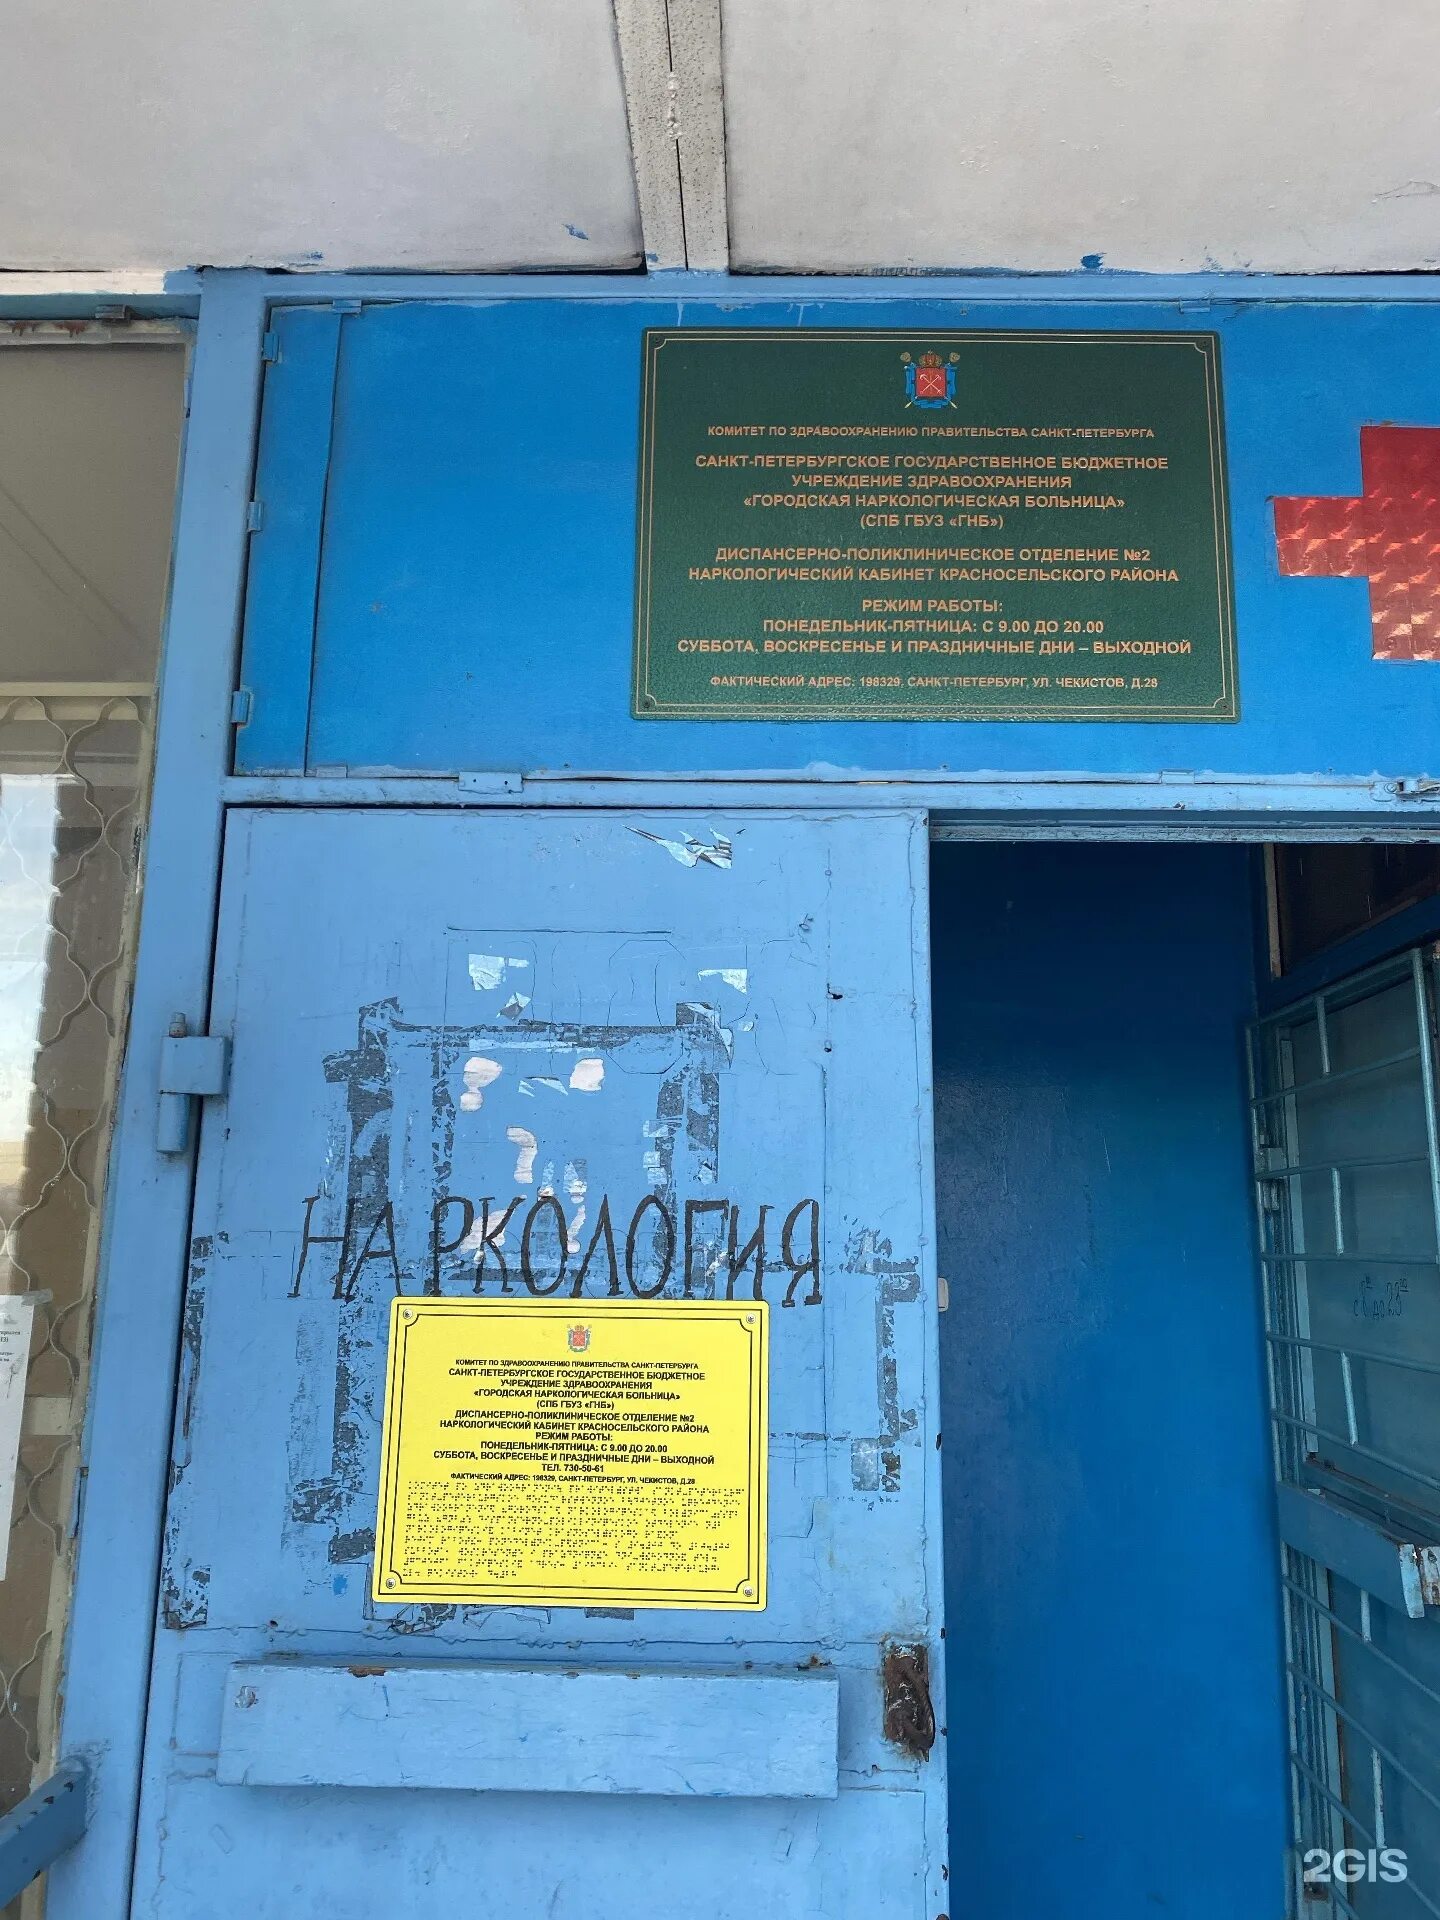 КОМИТЕТ ПО ЗДРАВООХРАНЕНИЮ ПРАВИТЕЛЬСТВА САНКТ-ПЕТЕРБУРГА
САНКТ-ПЕТЕРБУРГСКОЕ ГОСУДАРСТВЕННОЕ БЮДЖЕТНОЕ
УЧРЕЖДЕНИЕ ЗДРАВООХРАНЕНИЯ
«ГОРОДСКАЯ НАРКОЛОГИЧЕСКАЯ БОЛЬНИЦА»
(СПБ ГБУЗ «ГНБ»)
ДИСПАНСЕРНО-ПОЛИКЛИНИЧЕСКОЕ ОТДЕЛЕНИЕ №2
НАРКОЛОГИЧЕСКИЙ КАБИНЕТ КРАСНОСЕЛЬСКОГО РАЙОНА
РЕЖИМ РАБОТЫ:
ПОНЕДЕЛЬНИК-ПЯТНИЦА: С 9.00 ДО 20.00
СУББОТА, ВОСКРЕСЕНЬЕ И ПРАЗДНИЧНЫЕ ДНИ – ВЫХОДНОЙ
ФАКТИЧЕСКИЙ АДРЕС: 198329, САНКТ-ПЕТЕРБУРГ, УЛ. ЧЕКИСТОВ, Д.28
НАРКОЛОГИЯ
КОМИТЕТ ПО ЗДРАВООХРАНЕНИЮ ПРАВИТЕЛЬСТВА САНКТ-ПЕТЕРБУРГА
САНКТ-ПЕТЕРБУРГСКОЕ ГОСУДАРСТВЕННОЕ БЮДЖЕТНОЕ
УЧРЕЖДЕНИЕ ЗДРАВООХРАНЕНИЯ
«ГОРОДСКАЯ НАРКОЛОГИЧЕСКАЯ БОЛЬНИЦА»
(СПБ ГБУЗ «ГНБ»)
ДИСПАНСЕРНО-ПОЛИКЛИНИЧЕСКОЕ ОТДЕЛЕНИЕ №2
НАРКОЛОГИЧЕСКИЙ КАБИНЕТ КРАСНОСЕЛЬСКОГО РАЙОНА
РЕЖИМ РАБОТЫ:
ПОНЕДЕЛЬНИК-ПЯТНИЦА: С 9.00 ДО 20.00
СУББОТА, ВОСКРЕСЕНЬЕ И ПРАЗДНИЧНЫЕ ДНИ – ВЫХОДНОЙ
ТЕЛ. 730-50-61
ФАКТИЧЕСКИЙ АДРЕС: 198329, САНКТ-ПЕТЕРБУРГ, УЛ. ЧЕКИСТОВ, Д.28
2GIS